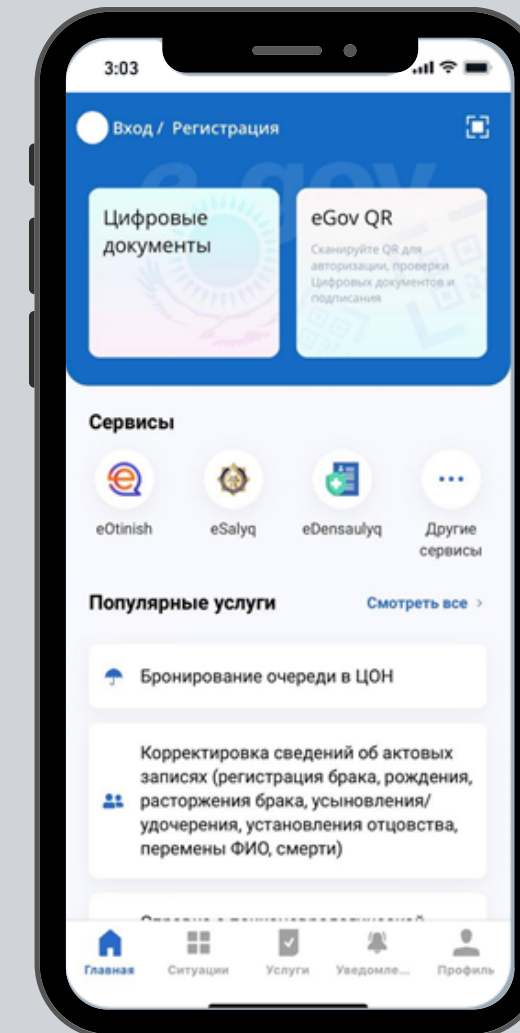 3:03
Вход / Регистрация
e.gov
Цифровые
документы
eGov QR
Сканируйте QR для
авторизации, проверки
Цифровых документов и
подписания
Сервисы
eOtinish
eSalyq
eDensaulyq
Другие
сервисы
Популярные услуги
Смотреть все >
Бронирование очереди в ЦОН
Корректировка сведений об актовых
записях (регистрация брака, рождения,
расторжения брака, усыновления/
удочерения, установления отцовства,
перемены ФИО, смерти)
Главная
Ситуации
Услуги
Уведомле...
Профиль